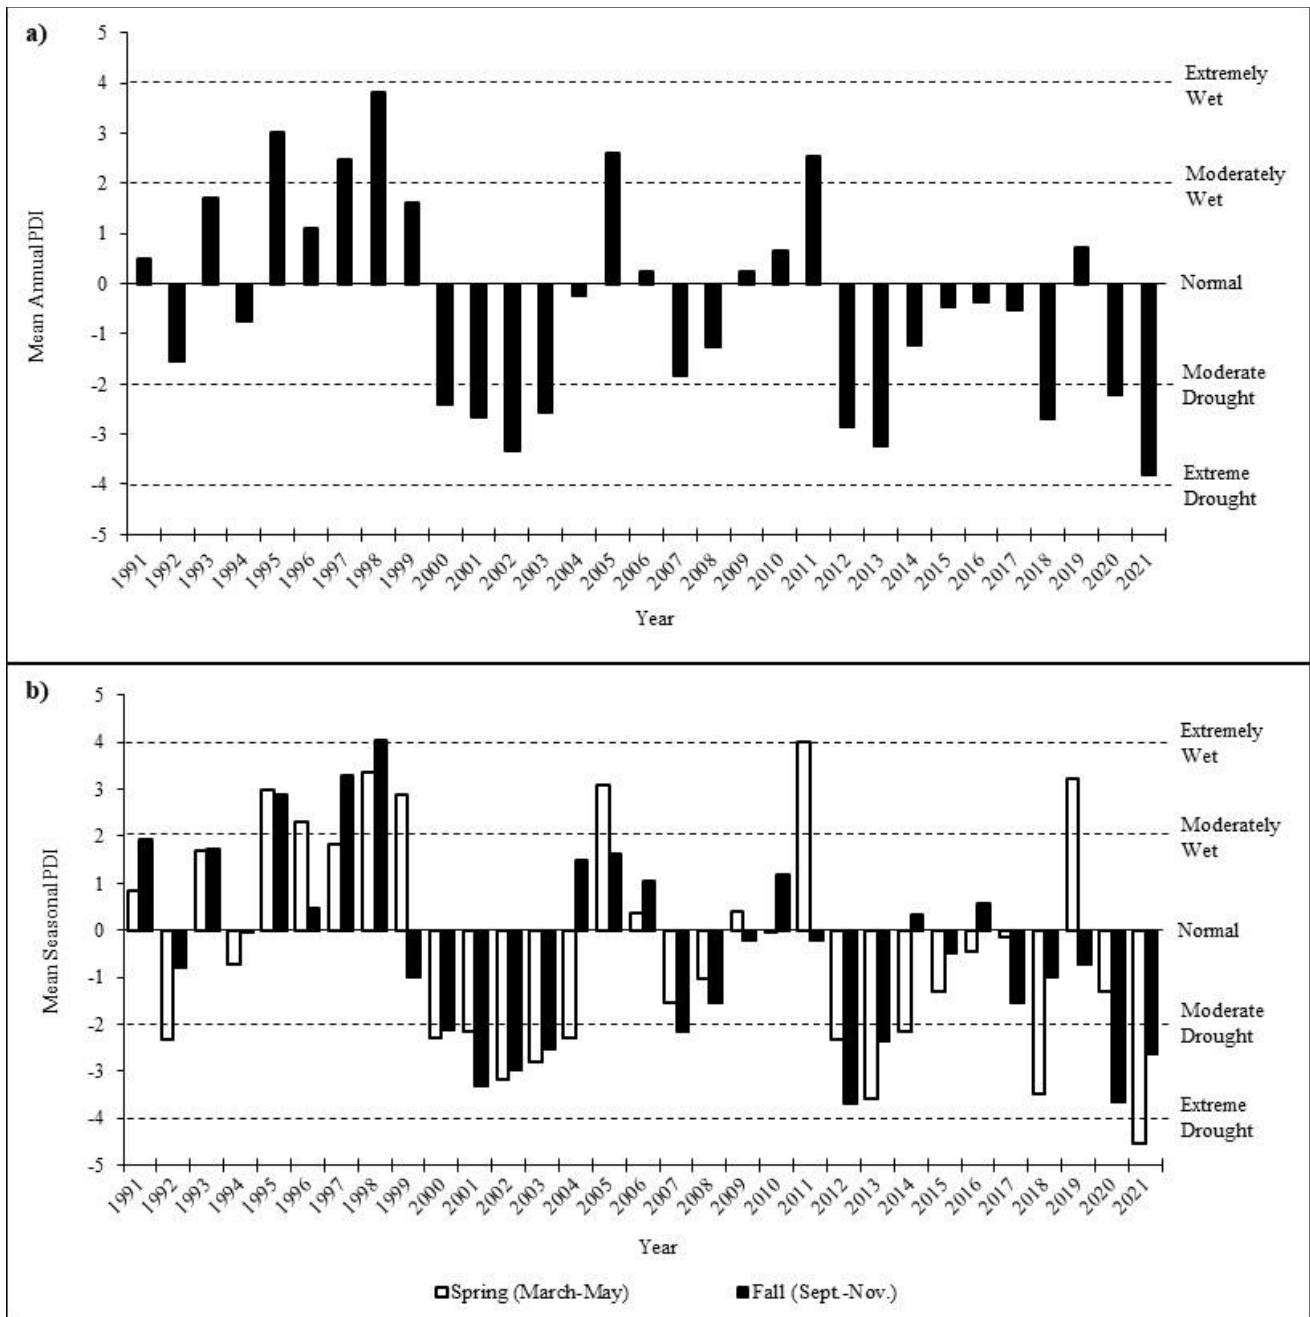 a)
5
4
3
2
1
0
-1
-2
-3
-4
-5
Mean Annual PDI
Extremely
Wet
Moderately
Wet
Normal
Moderate
Drought
Extreme
Drought
1991 1992 1993 1994 1995 1996 1997 1998 1999 2000 2001 2002 2003 2004 2005 2006 2007 2008 2009 2010 2011 2012 2013 2014 2015 2016 2017 2018 2019 2020 2021
Year
b)
5
4
3
2
1
0
-1
-2
-3
-4
-5
Mean Seasonal PDI
Extremely
Wet
Moderately
Wet
Normal
Moderate
Drought
Extreme
Drought
1991 1992 1993 1994 1995 1996 1997 1998 1999 2000 2001 2002 2003 2004 2005 2006 2007 2008 2009 2010 2011 2012 2013 2014 2015 2016 2017 2018 2019 2020 2021
Year
Spring (March-May) Fall (Sept.-Nov.)